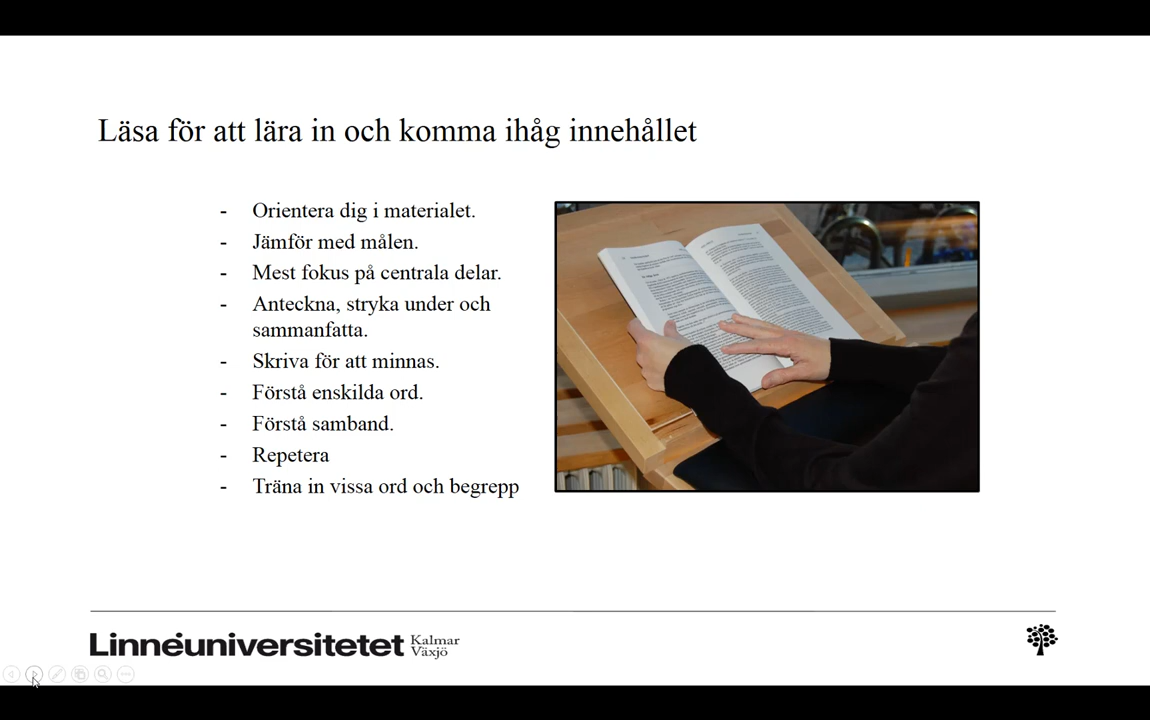 Läsa för att lära in och komma ihåg innehållet
- Orientera dig i materialet.
- Jämför med målen.
- Mest fokus på centrala delar.
- Anteckna, stryka under och
sammanfatta.
- Skriva för att minnas.
- Förstå enskilda ord.
- Förstå samband.
- Repetera
- Träna in vissa ord och begrepp
Linnéuniversitetet
Kalmar
Växjö